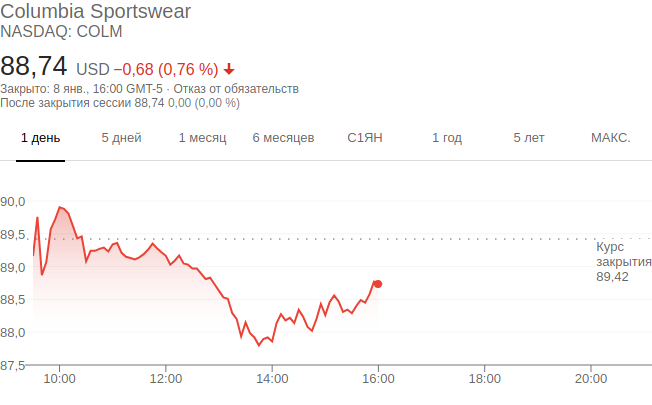 Columbia Sportswear
NASDAQ: COLM
88,74 USD −0,68 (0,76 %)
Закрыто: 8 янв., 16:00 GMT-5 · Отказ от обязательств
После закрытия сессии 88,74 0,00 (0,00 %)
1 день 5 дней 1 месяц 6 месяцев С1ЯН 1 год 5 лет МАКС.
90,0
89,5
Курс
закрытия
89,42
89,0
88,5
88,0
87,5
10:00 12:00 14:00 16:00 18:00 20:00